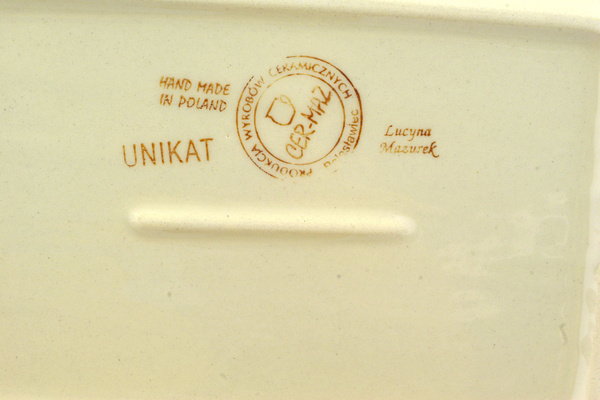 HAND MADE
IN POLAND
UNIKAT
PRODUKCJA WYROBÓW CERAMICZNYCH
Bolesławiec
CER-MAZ
Lucyna
Mazurek